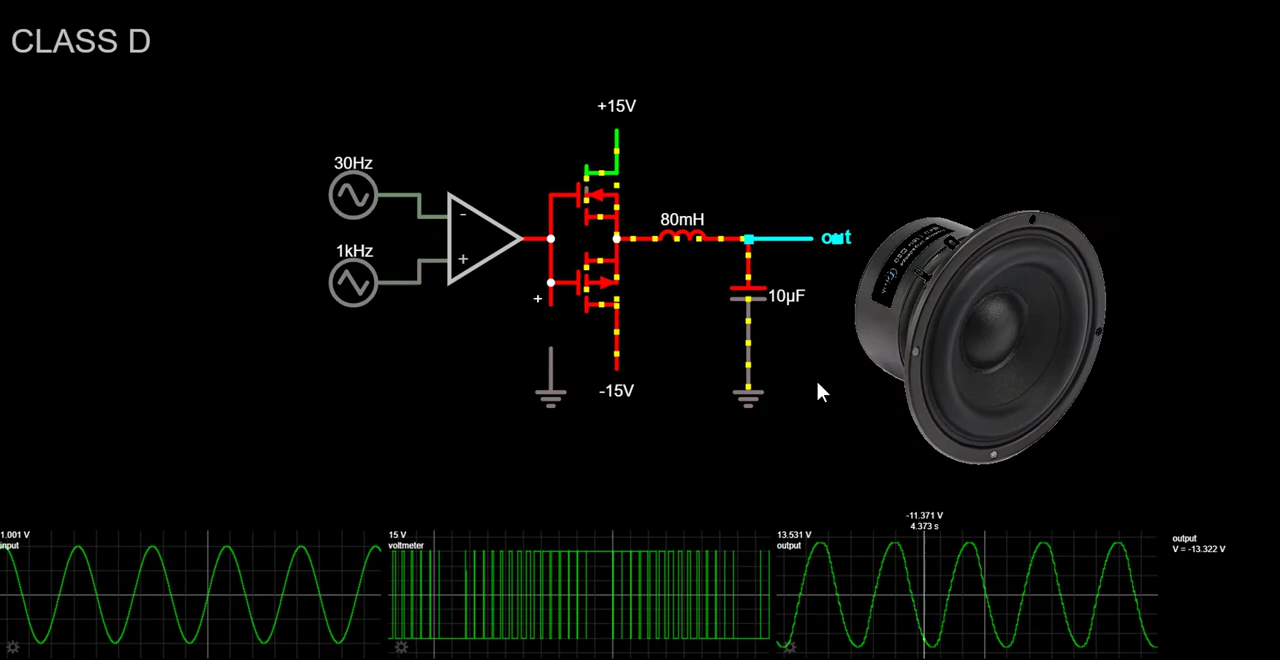 CLASS D
+15V
30Hz
-
1kHz
+
+
80mH
out
10µF
-15V
-11.371 V
4.373 s
1.001 V
input
15 V
voltmeter
13.531 V
output
output
V = -13.322 V